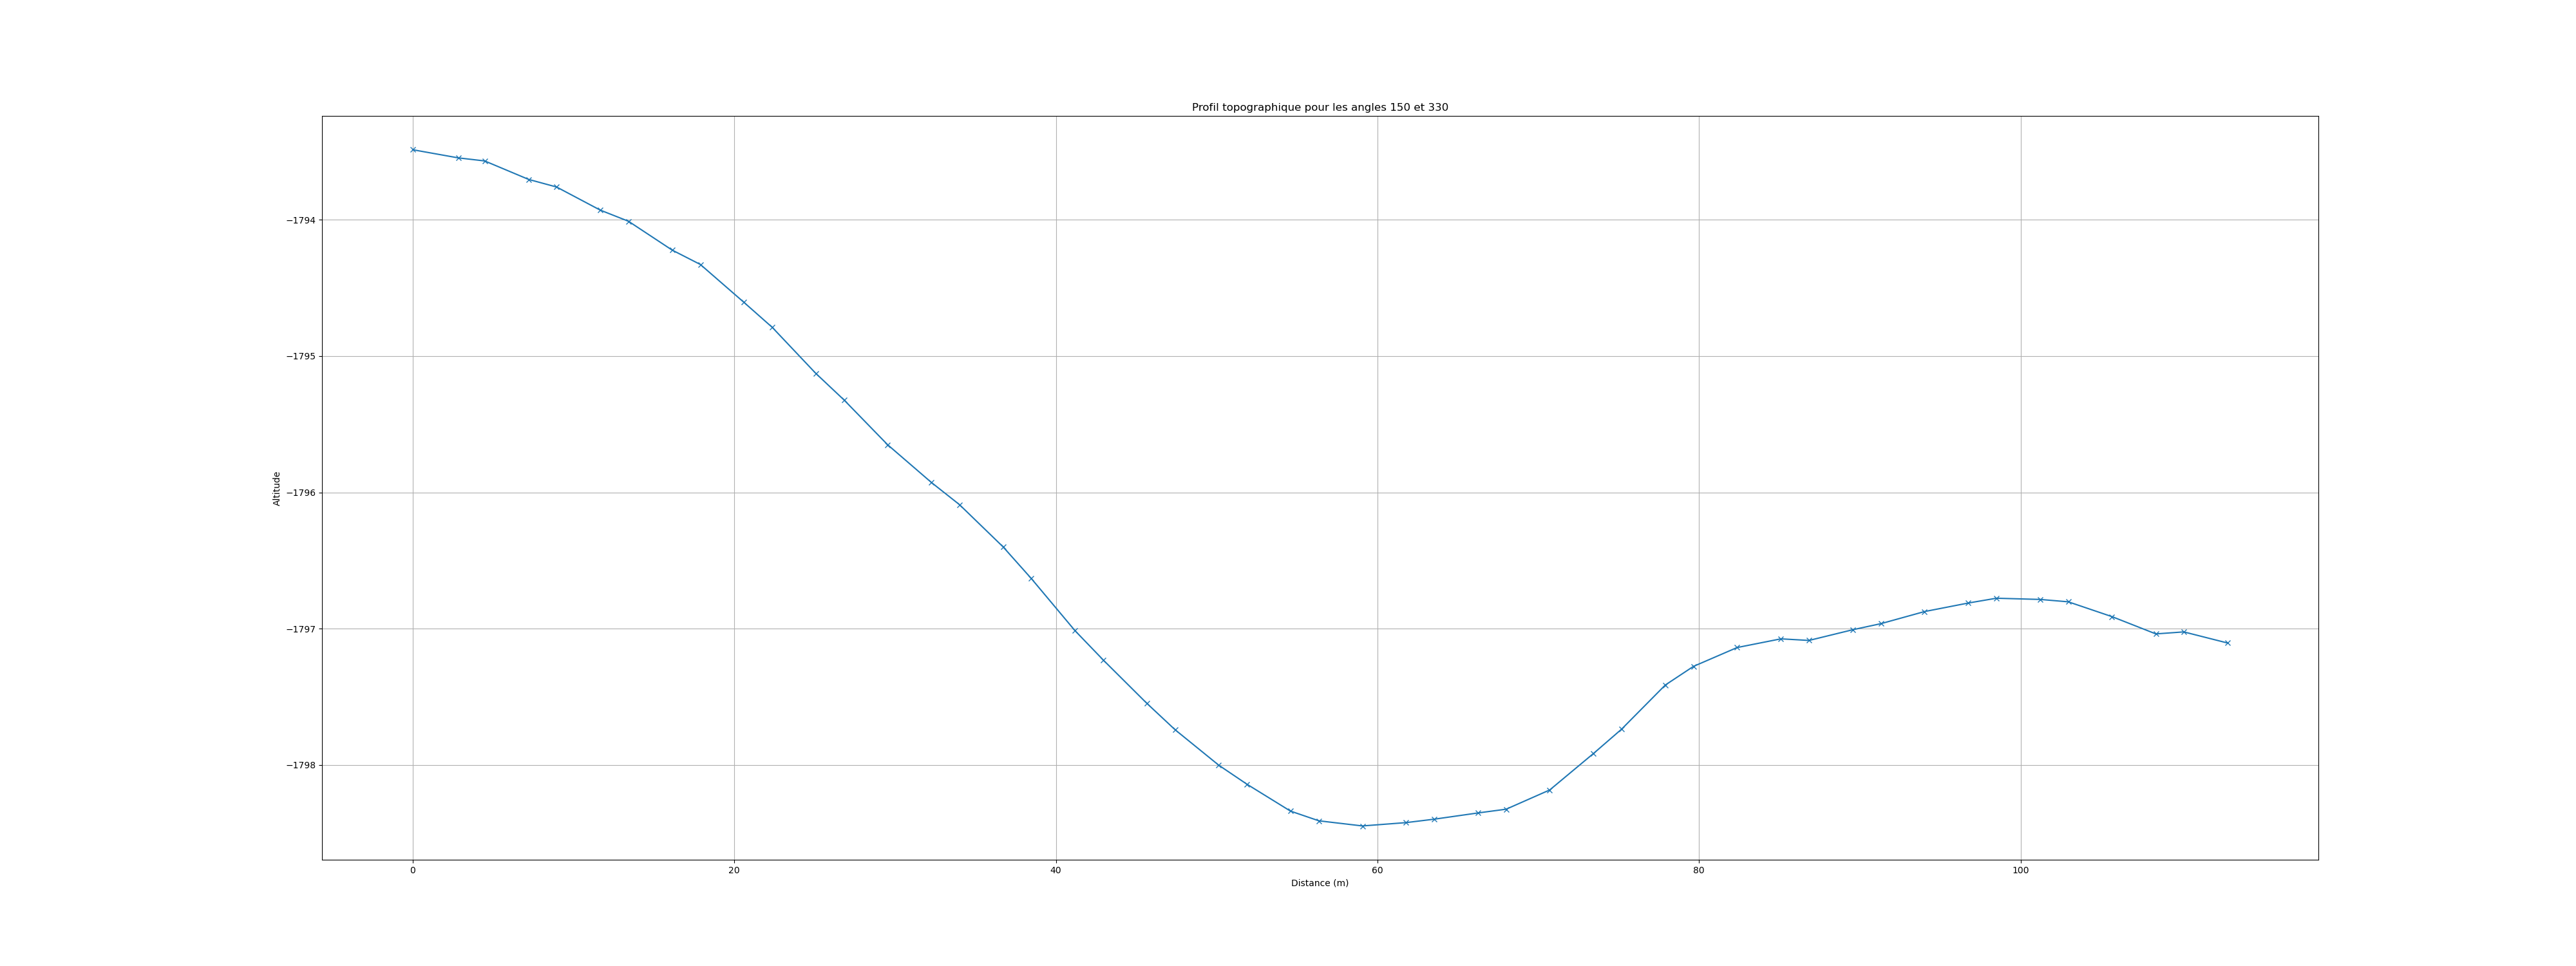 Profil topographique pour les angles 150 et 330
Altitude
−1794
−1795
−1796
−1797
−1798
0 20 40 60 80 100
Distance (m)